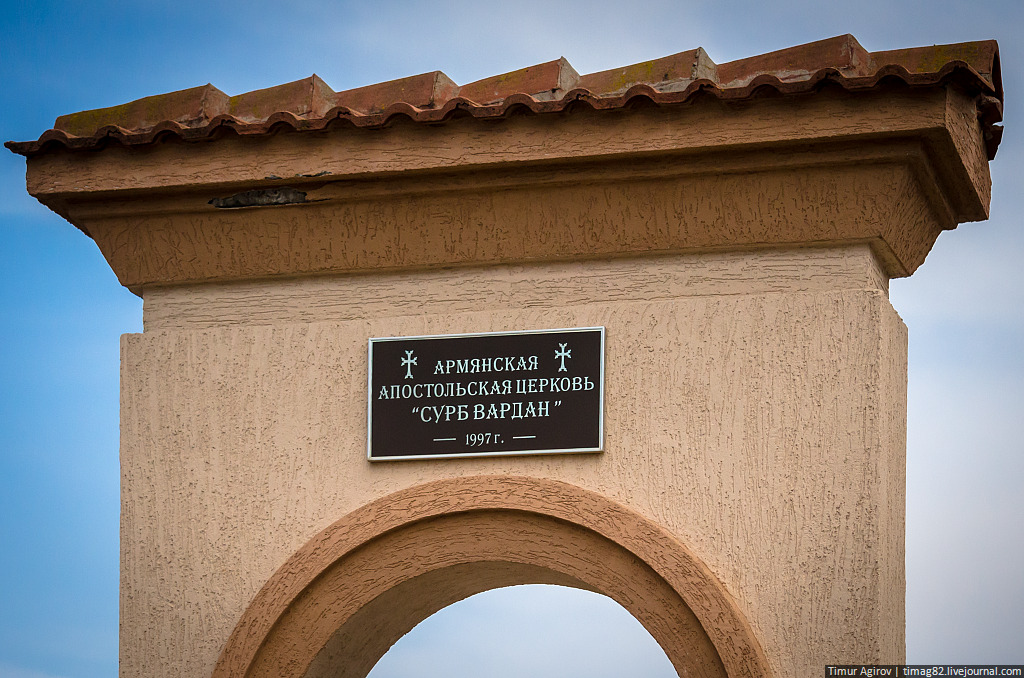 АРМЯНСКАЯ
АПОСТОЛЬСКАЯ ЦЕРКОВЬ
“СУРБ ВАРДАН”
— 1997 г. —
Timur Agirov | timag82.livejournal.com